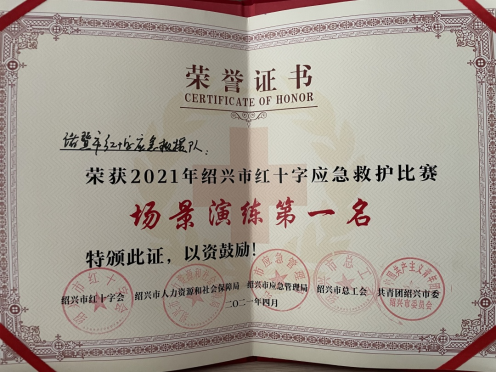 荣誉证书
CERTIFICATE OF HONOR
诸暨市红十字应急救援队：
荣获2021年绍兴市红十字应急救护比赛
场景演练第一名
特颁此证，以资鼓励！
绍兴市红十字会 绍兴市人力资源和社会保障局 绍兴市应急管理局 绍兴市总工会 共青团绍兴市委
二〇二一年四月